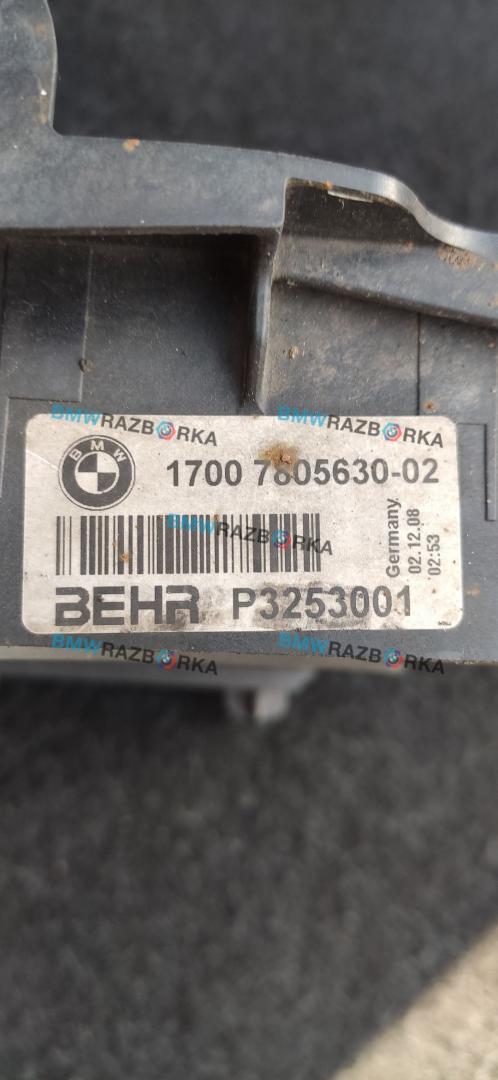 BMWRAZBORKA
BMWRAZBORKA
BMW
1700 7805630-02
BMWRAZBORKA
Germany
02.12.08
02:53
BEHR P3253001
BMWRAZBORKA
BMWRAZBORKA